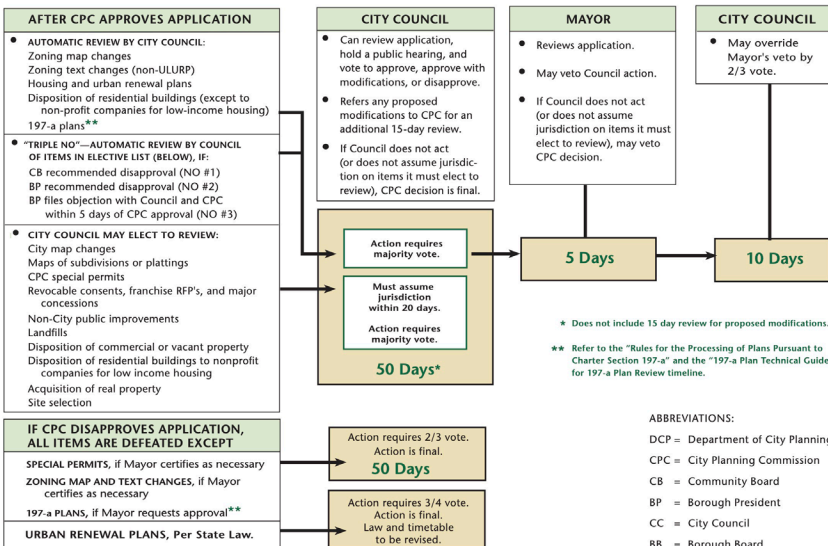 AFTER CPC APPROVES APPLICATION
• AUTOMATIC REVIEW BY CITY COUNCIL:
Zoning map changes
Zoning text changes (non-ULURP)
Housing and urban renewal plans
Disposition of residential buildings (except to
non-profit companies for low-income housing)
197-a plans**
• "TRIPLE NO"—AUTOMATIC REVIEW BY COUNCIL
OF ITEMS IN ELECTIVE LIST (BELOW), IF:
CB recommended disapproval (NO #1)
BP recommended disapproval (NO #2)
BP files objection with Council and CPC
within 5 days of CPC approval (NO #3)
• CITY COUNCIL MAY ELECT TO REVIEW:
City map changes
Maps of subdivisions or plattings
CPC special permits
Revocable consents, franchise RFP's, and major
concessions
Non-City public improvements
Landfills
Disposition of commercial or vacant property
Disposition of residential buildings to nonprofit
companies for low income housing
Acquisition of real property
Site selection
CITY COUNCIL
• Can review application,
hold a public hearing, and
vote to approve, approve with
modifications, or disapprove.
• Refers any proposed
modifications to CPC for an
additional 15-day review.
• If Council does not act
(or does not assume jurisdic-
tion on items it must elect to
review), CPC decision is final.
Action requires
majority vote.
Must assume
jurisdiction
within 20 days.
Action requires
majority vote.
50 Days*
MAYOR
• Reviews application.
• May veto Council action.
• If Council does not act
(or does not assume
jurisdiction on items it must
elect to review), may veto
CPC decision.
5 Days
CITY COUNCIL
• May override
Mayor's veto by
2/3 vote.
10 Days
* Does not include 15 day review for proposed modifications.
** Refer to the "Rules for the Processing of Plans Pursuant to
Charter Section 197-a" and the "197-a Plan Technical Guide
for 197-a Plan Review timeline.
IF CPC DISAPPROVES APPLICATION,
ALL ITEMS ARE DEFEATED EXCEPT
SPECIAL PERMITS, if Mayor certifies as necessary
ZONING MAP AND TEXT CHANGES, if Mayor
certifies as necessary
197-a PLANS, if Mayor requests approval**
URBAN RENEWAL PLANS, Per State Law.
Action requires 2/3 vote.
Action is final.
50 Days
Action requires 3/4 vote.
Action is final.
Law and timetable
to be revised.
ABBREVIATIONS:
DCP = Department of City Planning
CPC = City Planning Commission
CB = Community Board
BP = Borough President
CC = City Council
BB = Borough Board